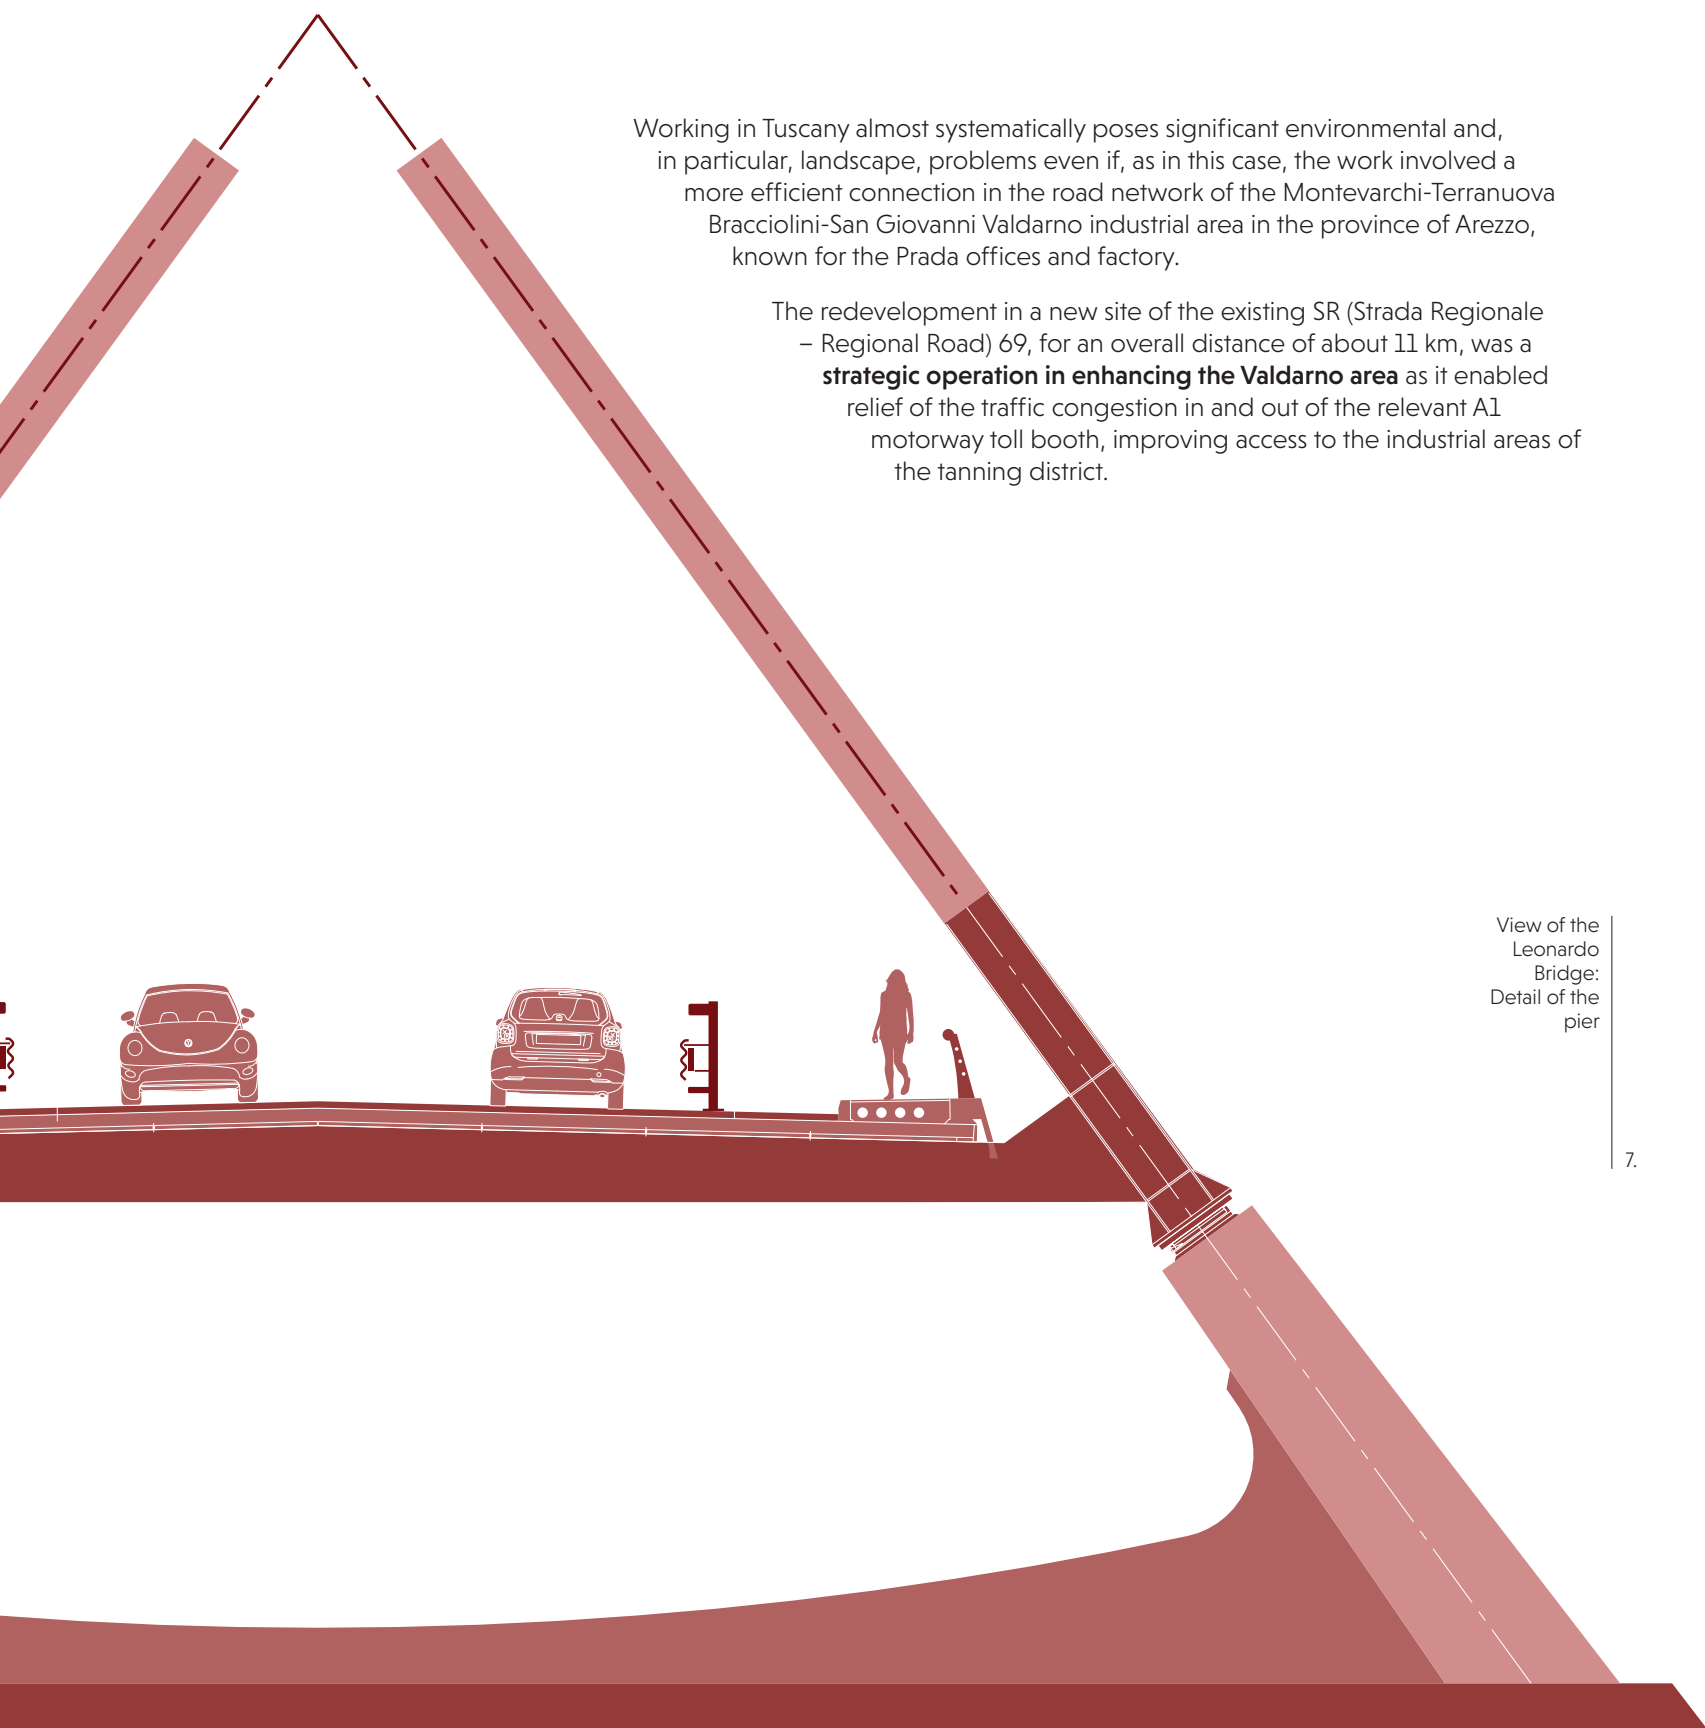 Working in Tuscany almost systematically poses significant environmental and,
in particular, landscape, problems even if, as in this case, the work involved a
more efficient connection in the road network of the Montevarchi-Terranuova
Bracciolini-San Giovanni Valdarno industrial area in the province of Arezzo,
known for the Prada offices and factory.
The redevelopment in a new site of the existing SR (Strada Regionale
– Regional Road) 69, for an overall distance of about 11 km, was a
strategic operation in enhancing the Valdarno area as it enabled
relief of the traffic congestion in and out of the relevant A1
motorway toll booth, improving access to the industrial areas of
the tanning district.
View of the
Leonardo
Bridge:
Detail of the
pier
7.